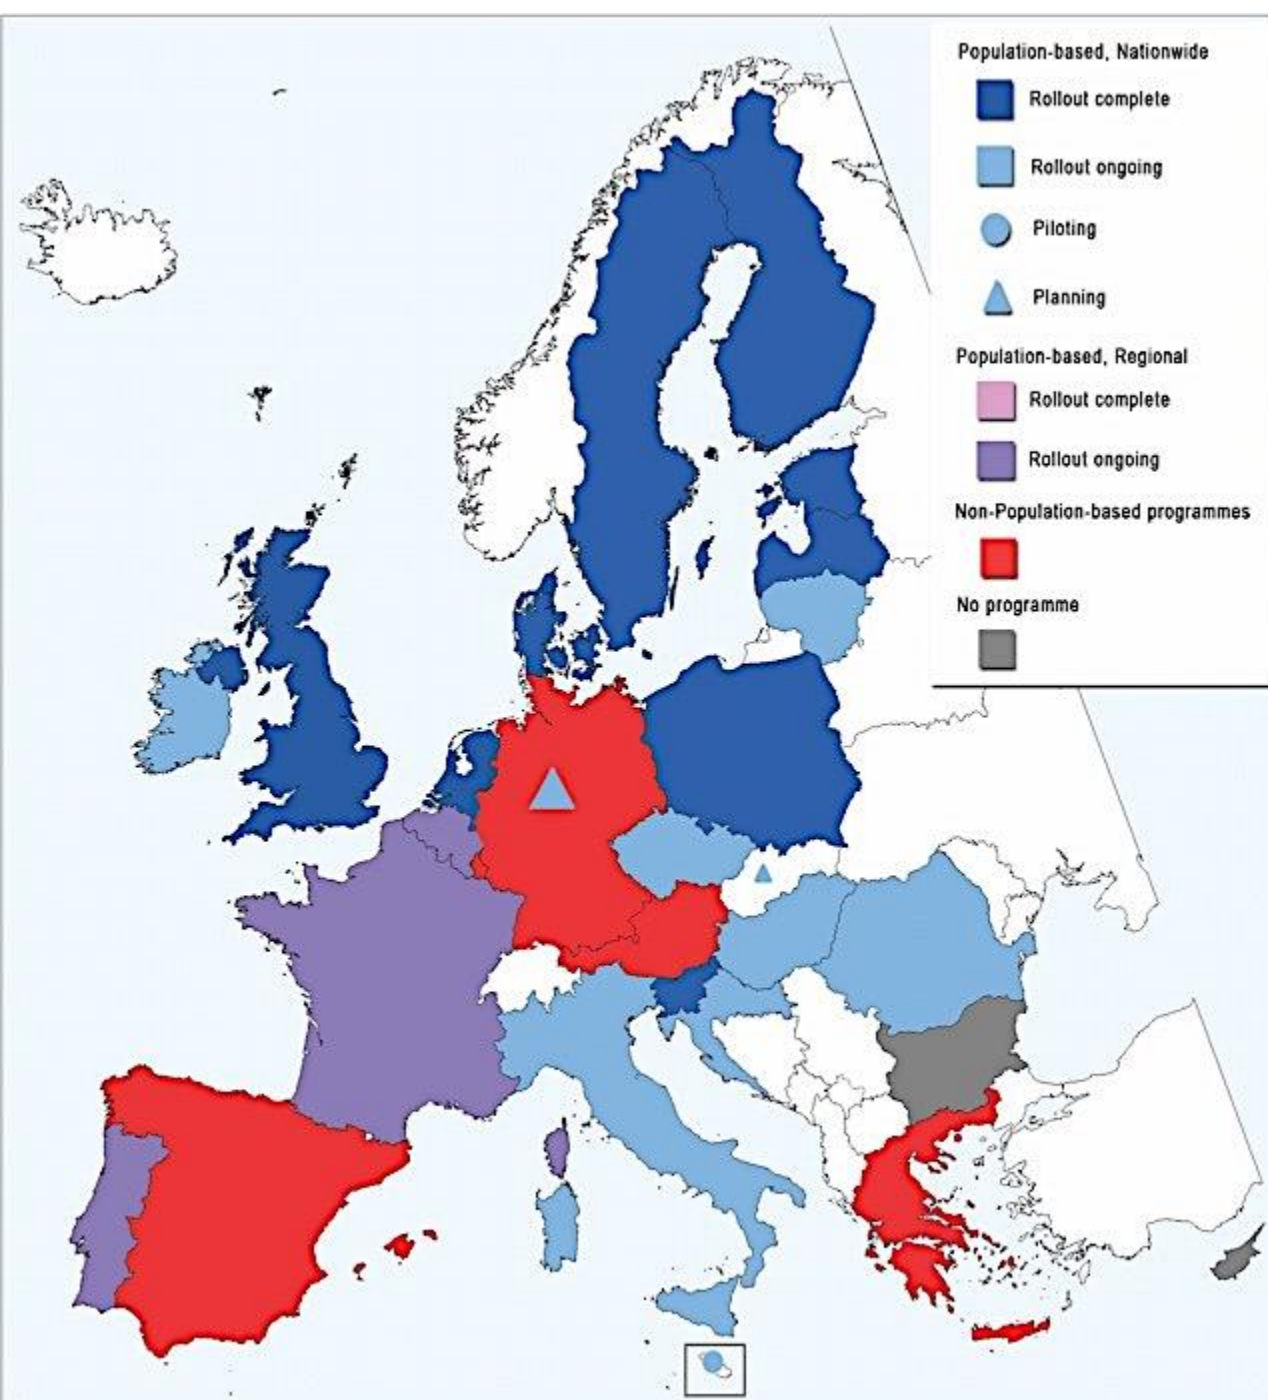 Population-based, Nationwide
Rollout complete
Rollout ongoing
Piloting
Planning
Population-based, Regional
Rollout complete
Rollout ongoing
Non-Population-based programmes
No programme